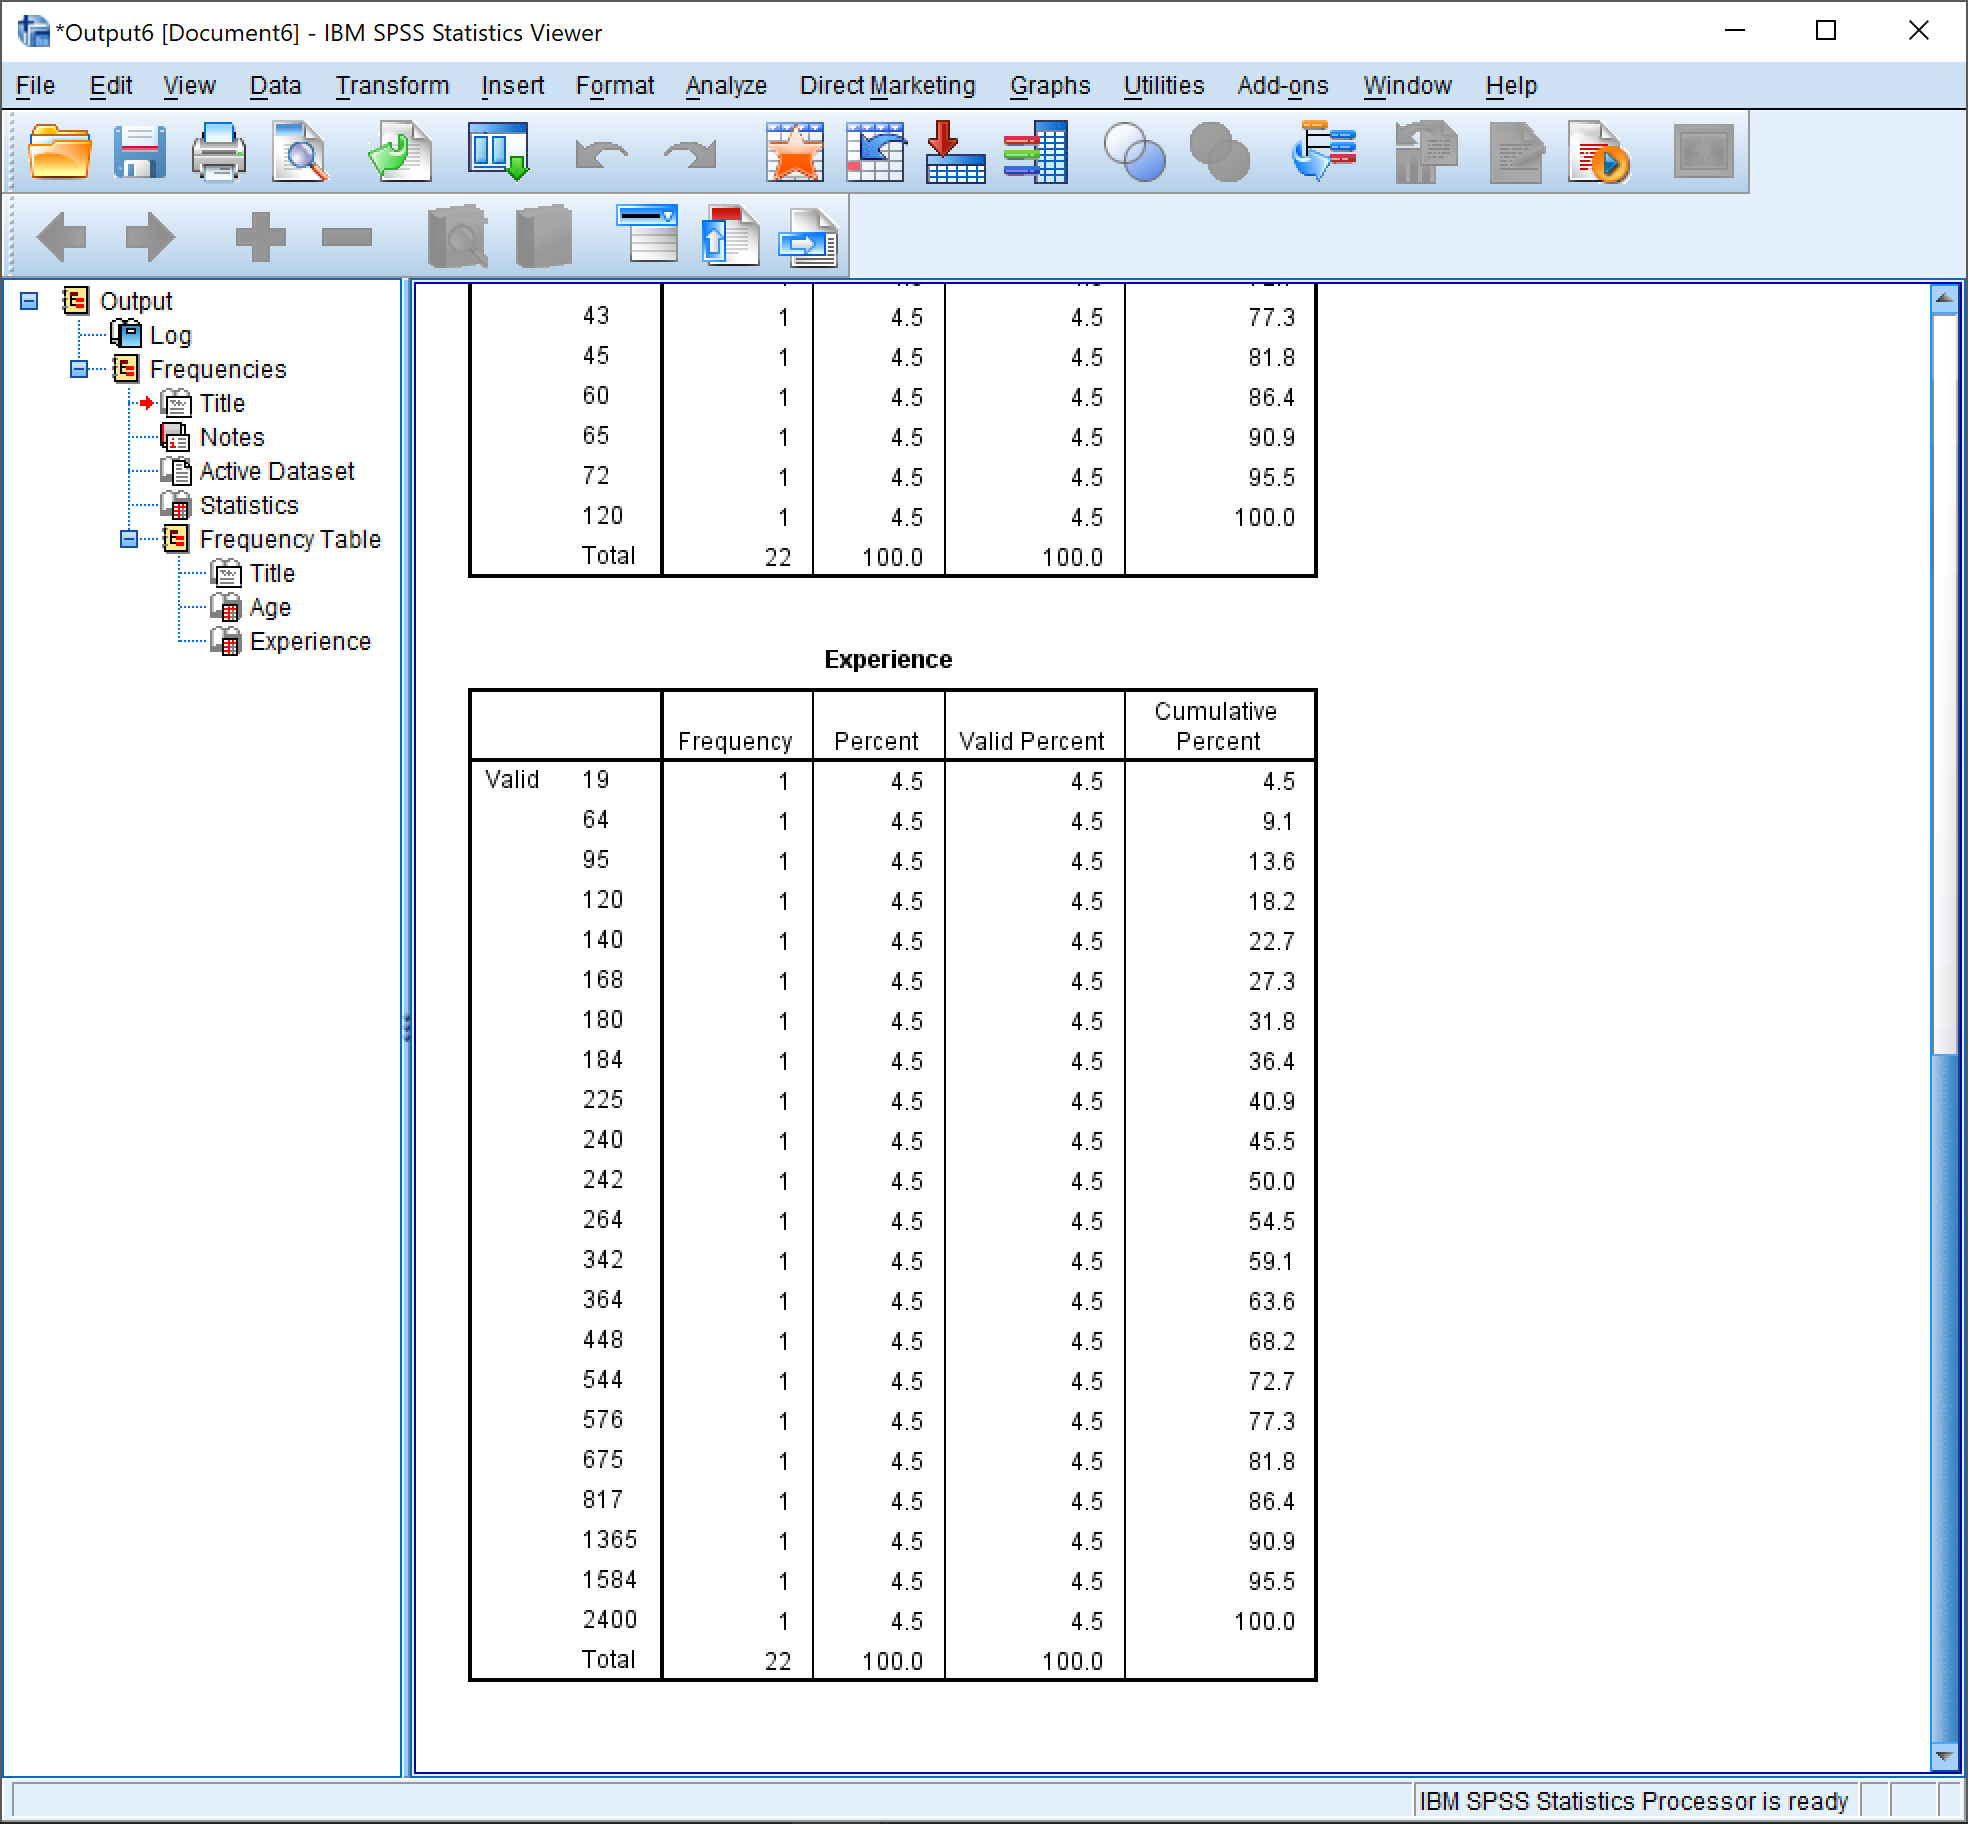 *Output6 [Document6] - IBM SPSS Statistics Viewer
File Edit View Data Transform Insert Format Analyze Direct Marketing Graphs Utilities Add-ons Window Help
Output
Log
Frequencies
Title
Notes
Active Dataset
Statistics
Frequency Table
Title
Age
Experience
43 1 4.5 4.5 77.3
45 1 4.5 4.5 81.8
60 1 4.5 4.5 86.4
65 1 4.5 4.5 90.9
72 1 4.5 4.5 95.5
120 1 4.5 4.5 100.0
Total 22 100.0 100.0
Experience
Cumulative
Frequency Percent Valid Percent Percent
Valid 19 1 4.5 4.5 4.5
64 1 4.5 4.5 9.1
95 1 4.5 4.5 13.6
120 1 4.5 4.5 18.2
140 1 4.5 4.5 22.7
168 1 4.5 4.5 27.3
180 1 4.5 4.5 31.8
184 1 4.5 4.5 36.4
225 1 4.5 4.5 40.9
240 1 4.5 4.5 45.5
242 1 4.5 4.5 50.0
264 1 4.5 4.5 54.5
342 1 4.5 4.5 59.1
364 1 4.5 4.5 63.6
448 1 4.5 4.5 68.2
544 1 4.5 4.5 72.7
576 1 4.5 4.5 77.3
675 1 4.5 4.5 81.8
817 1 4.5 4.5 86.4
1365 1 4.5 4.5 90.9
1584 1 4.5 4.5 95.5
2400 1 4.5 4.5 100.0
Total 22 100.0 100.0
IBM SPSS Statistics Processor is ready